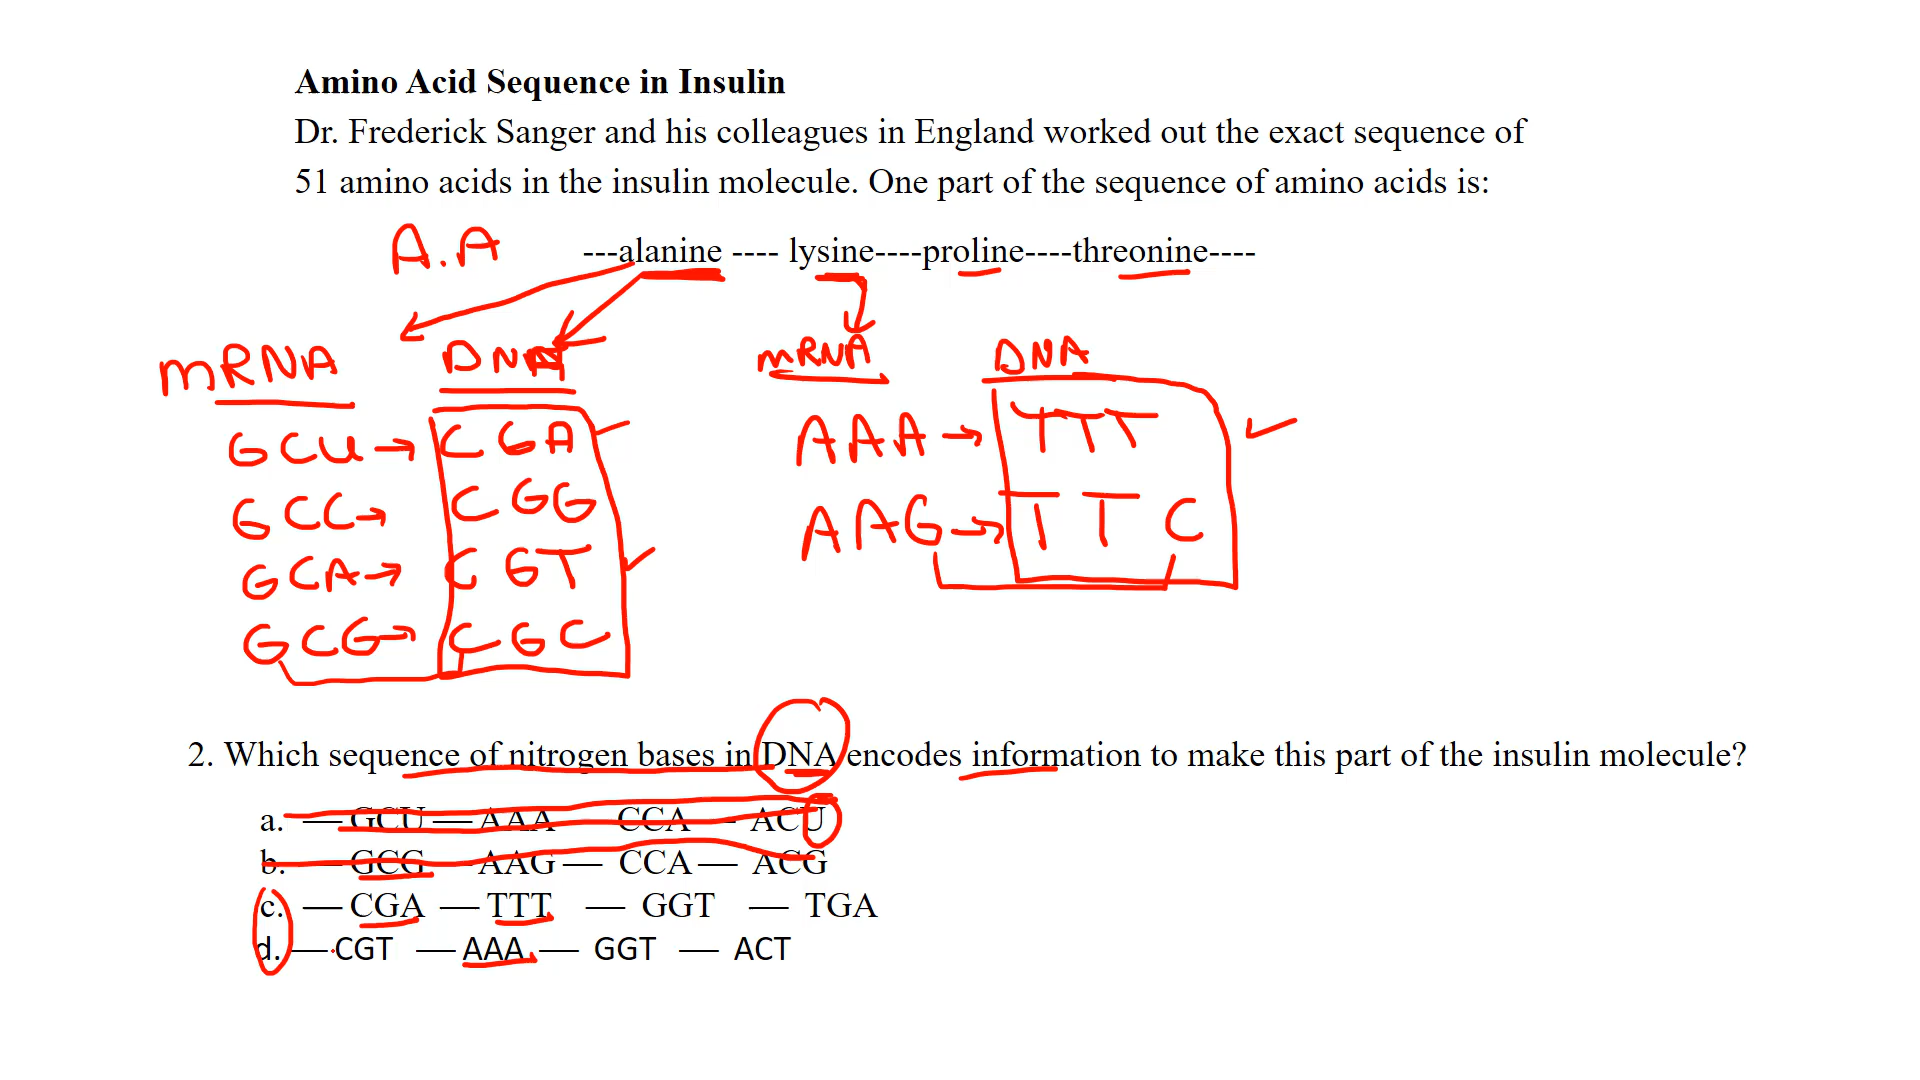 Amino Acid Sequence in Insulin
Dr. Frederick Sanger and his colleagues in England worked out the exact sequence of
51 amino acids in the insulin molecule. One part of the sequence of amino acids is:
A.A ---alanine ---- lysine----proline----threonine----
mRNA DNA mRNA DNA
GCU → CGA AAA → TTT
GCC → CGG AAG → TTC
GCA → CGT
GCG → CGC
2. Which sequence of nitrogen bases in DNA encodes information to make this part of the insulin molecule?
a. — GCU — AAA CCA — ACU
b. — GCG — AAG — CCA — ACG
c. — CGA — TTT — GGT — TGA
d. — CGT — AAA — GGT — ACT